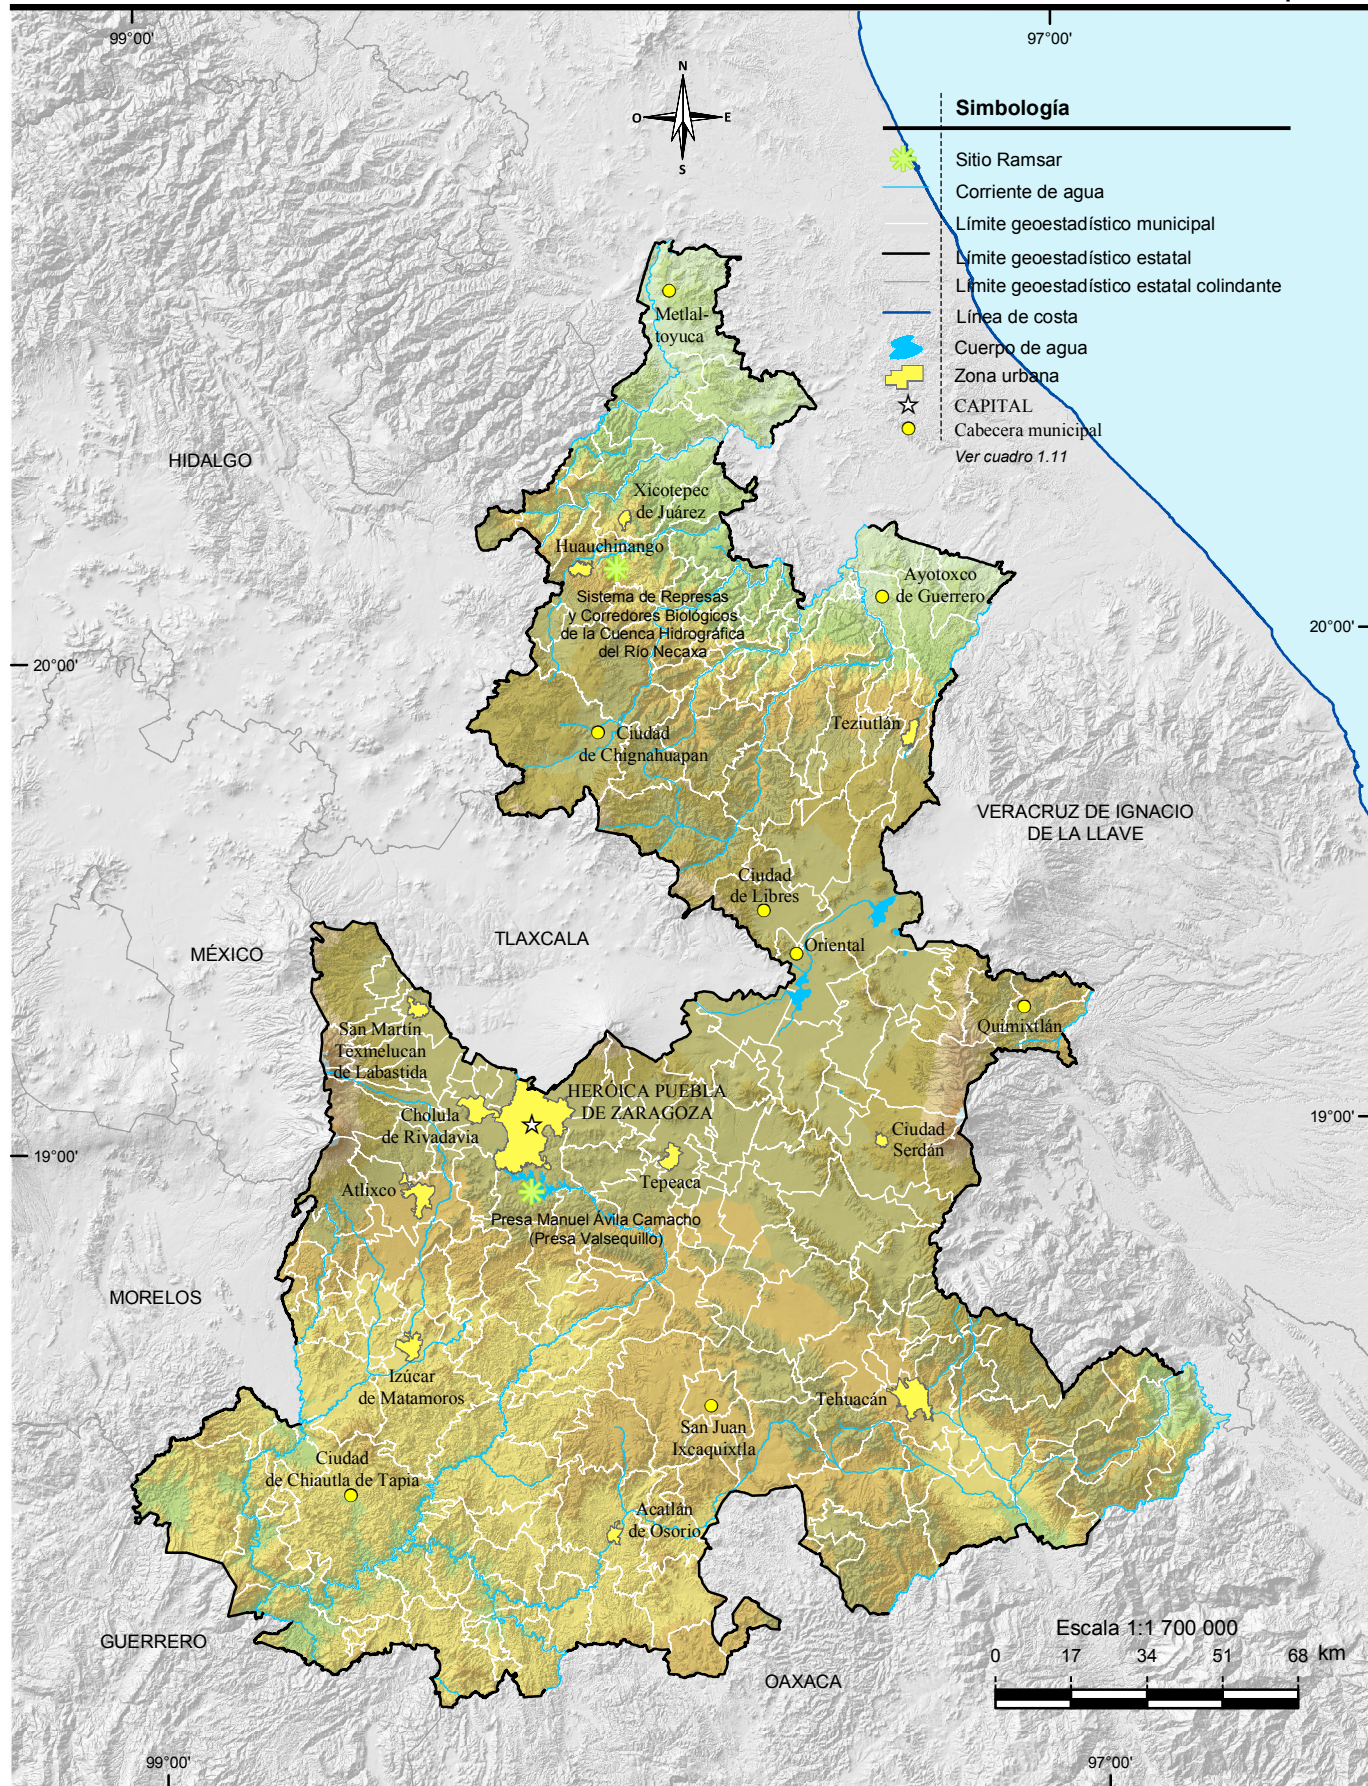 99°00'
97°00'
N
O
E
S
Simbología
Sitio Ramsar
Corriente de agua
Límite geoestadístico municipal
Límite geoestadístico estatal
Límite geoestadístico estatal colindante
Línea de costa
Cuerpo de agua
Zona urbana
CAPITAL
Cabecera municipal
Ver cuadro 1.11
Metlal-
toyuca
HIDALGO
Xicotepec
de Juárez
Huauchinango
Ayotoxco
de Guerrero
Sistema de Represas
y Corredores Biológicos
de la Cuenca Hidrográfica
del Río Necaxa
20°00'
20°00'
Teziutlán
Ciudad
de Chignahuapan
VERACRUZ DE IGNACIO
DE LA LLAVE
Ciudad
de Libres
TLAXCALA
Oriental
MÉXICO
Quimixtlán
San Martín
Texmelucan
de Labastida
HERÓICA PUEBLA
DE ZARAGOZA
Cholula
de Rivadavia
Ciudad
Serdán
19°00'
19°00'
Tepeaca
Atlixco
Presa Manuel Ávila Camacho
(Presa Valsequillo)
MORELOS
Izúcar
de Matamoros
Tehuacán
San Juan
Ixcaquixtla
Ciudad
de Chiautla de Tapia
Acatlán
de Osorio
GUERRERO
OAXACA
Escala 1:1 700 000
0
17
34
51
68
km
99°00'
97°00'